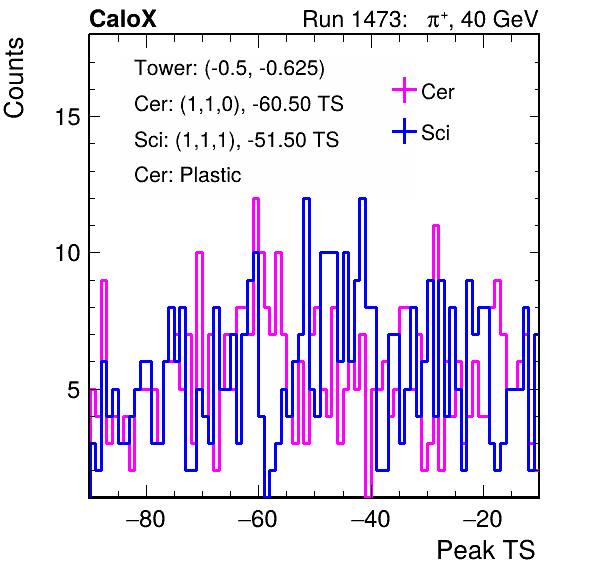 CaloX Run 1473: π⁺, 40 GeV
Counts
Tower: (-0.5, -0.625)
Cer: (1,1,0), -60.50 TS
Sci: (1,1,1), -51.50 TS
Cer: Plastic
Cer
Sci
15
10
5
−80 −60 −40 −20
Peak TS